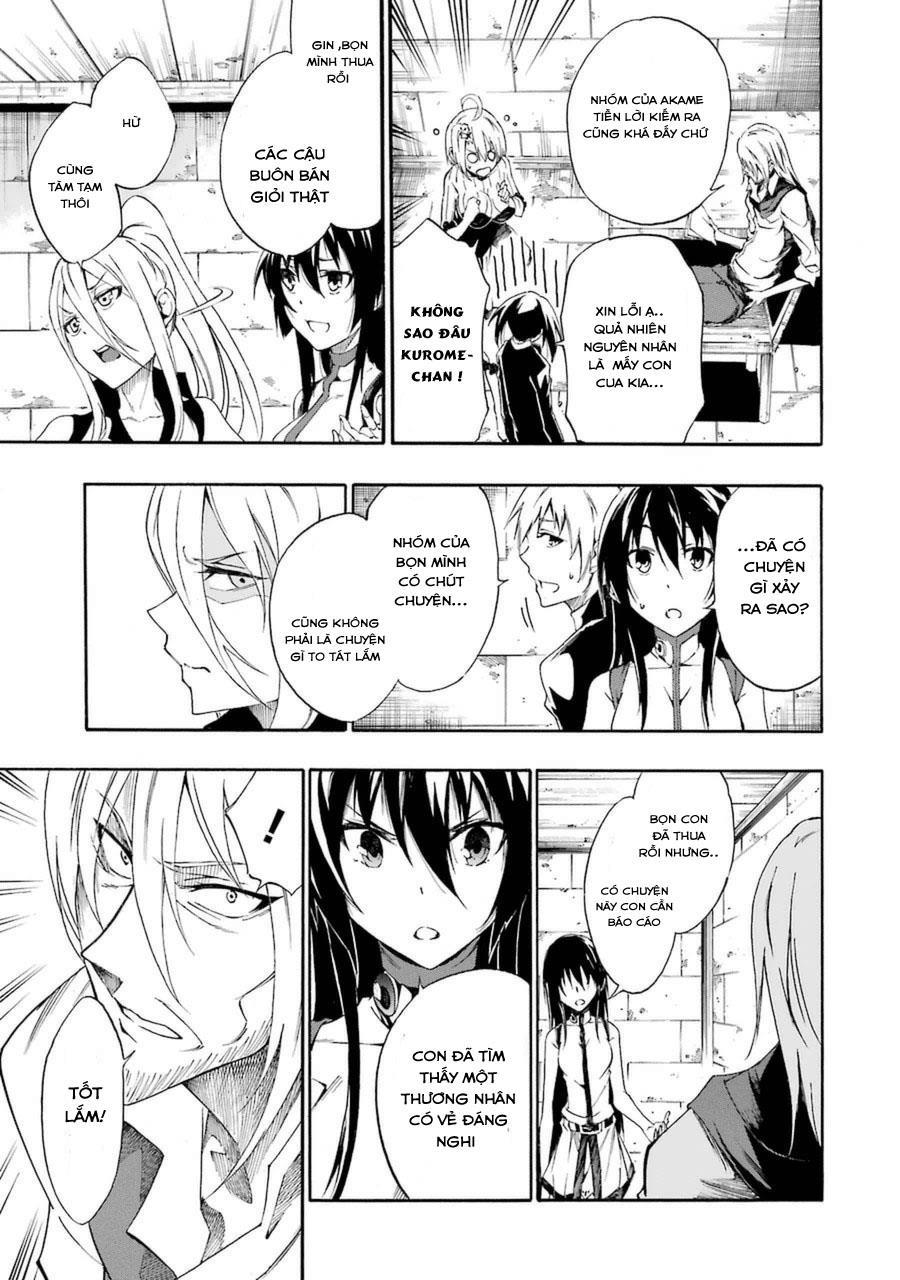 NHÓM CỦA AKAME
TIỀN LỜI KIẾM RA
CŨNG KHÁ ĐẤY CHỨ
XIN LỖI Ạ..
QUẢ NHIÊN
NGUYÊN NHÂN
LÀ MẤY CON
CUA KIA...
KHÔNG
SAO ĐÂU
KUROME-
CHAN !
GIN ,BỌN
MÌNH THUA
RỒI
CÁC CẬU
BUÔN BÁN
GIỎI THẬT
HỪ
CÙNG
TÀM TẠM
THÔI
...ĐÃ CÓ
CHUYỆN
GÌ XẢY
RA SAO?
NHÓM CỦA
BỌN MÌNH
CÓ CHÚT
CHUYỆN...
CŨNG KHÔNG
PHẢI LÀ CHUYỆN
GÌ TO TÁT LẮM
BỌN CON
ĐÃ THUA
RỒI NHƯNG..
CÓ CHUYỆN
NÀY CON CẦN
BÁO CÁO
CON ĐÃ TÌM
THẤY MỘT
THƯƠNG NHÂN
CÓ VẺ ĐÁNG
NGHI
!
TỐT
LẮM!